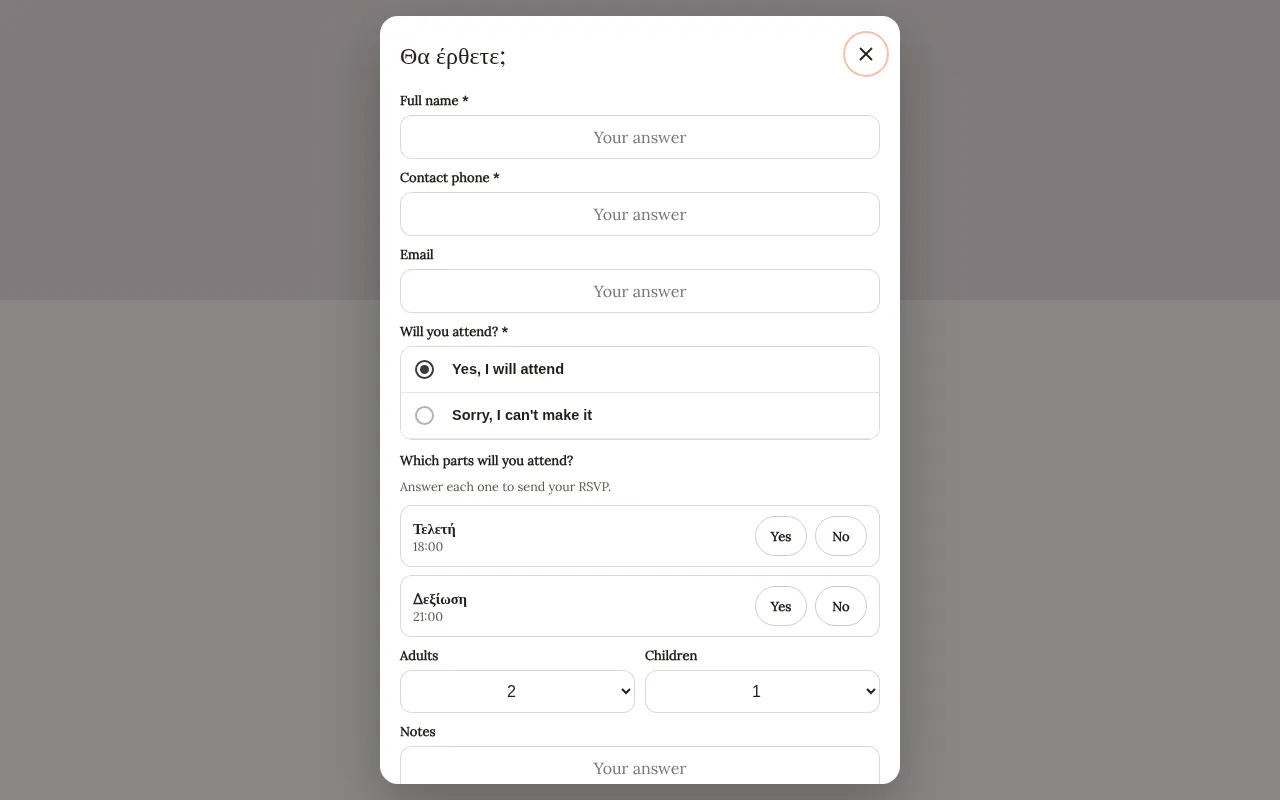 Θα έρθετε;
Full name *
Your answer
Contact phone *
Your answer
Email
Your answer
Will you attend? *
Yes, I will attend
Sorry, I can't make it
Which parts will you attend?
Answer each one to send your RSVP.
Τελετή
18:00
Yes No
Δεξίωση
21:00
Yes No
Adults Children
2 1
Notes
Your answer